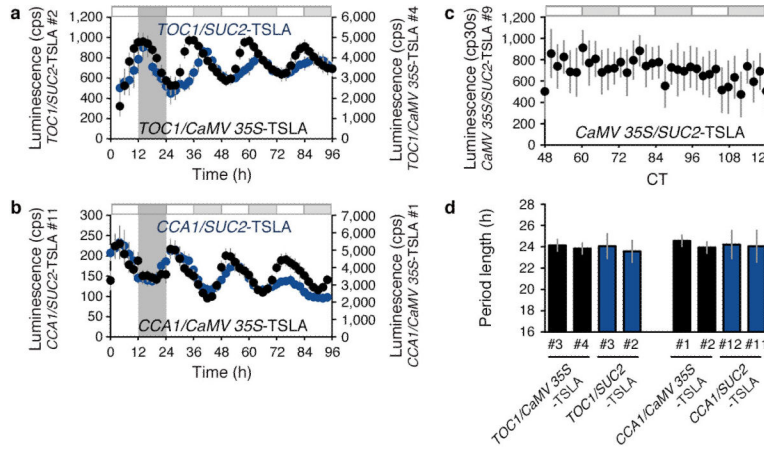 a
Luminescence (cps)
TOC1/SUC2-TSLA #2
1,200
1,000
800
600
400
200
0
TOC1/SUC2-TSLA
TOC1/CaMV 35S-TSLA
6,000
5,000
4,000
3,000
2,000
1,000
0
Luminescence (cps)
TOC1/CaMV 35S-TSLA #4
0 12 24 36 48 60 72 84 96
Time (h)
c
Luminescence (cp30s)
CaMV 35S/SUC2-TSLA #9
1,200
1,000
800
600
400
200
0
CaMV 35S/SUC2-TSLA
48 60 72 84 96 108 120
CT
b
Luminescence (cps)
CCA1/SUC2-TSLA #11
300
250
200
150
100
50
0
CCA1/SUC2-TSLA
CCA1/CaMV 35S-TSLA
7,000
6,000
5,000
4,000
3,000
2,000
1,000
0
Luminescence (cps)
CCA1/CaMV 35S-TSLA #1
0 12 24 36 48 60 72 84 96
Time (h)
d
Period length (h)
28
26
24
22
20
18
16
#3 #4 #3 #2 #1 #2 #12 #11
TOC1/CaMV 35S
-TSLA
TOC1/SUC2
-TSLA
CCA1/CaMV 35S
-TSLA
CCA1/SUC2
-TSLA